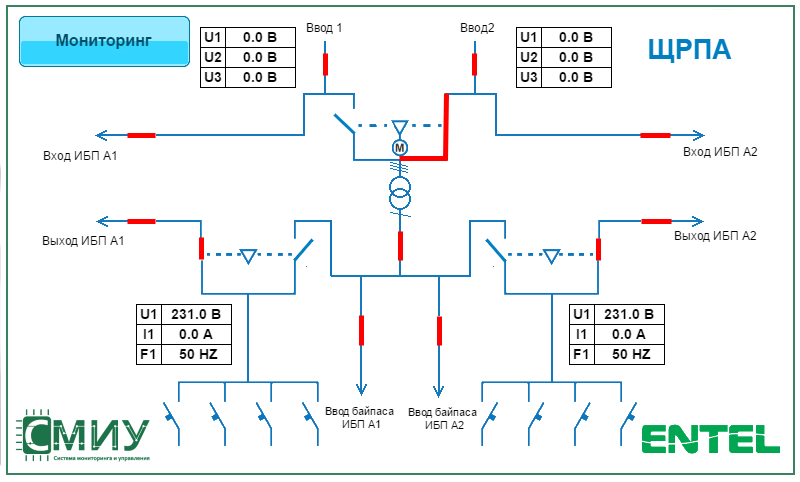 Мониторинг
U1 0.0 В
U2 0.0 В
U3 0.0 В
Ввод 1
Ввод2
U1 0.0 В
U2 0.0 В
U3 0.0 В
ЩРПА
М
Вход ИБП А1
Вход ИБП А2
Выход ИБП А1
Выход ИБП А2
U1 231.0 В
I1 0.0 А
F1 50 HZ
U1 231.0 В
I1 0.0 А
F1 50 HZ
Ввод байпаса
ИБП А1
Ввод байпаса
ИБП А2
СМИУ
Система мониторинга и управления
ENTEL